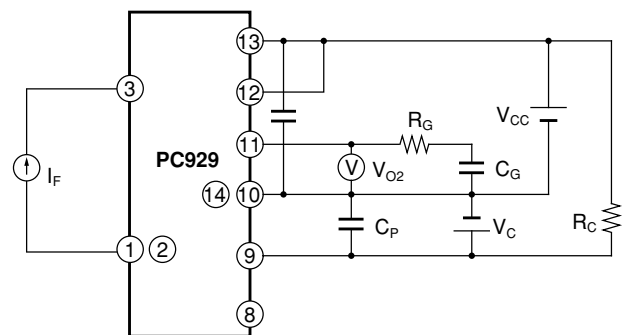 13
3
12
V_CC
R_G
11
PC929
V
V_O2
C_G
I_F
14
10
R_C
1
2
C_P
V_C
9
8